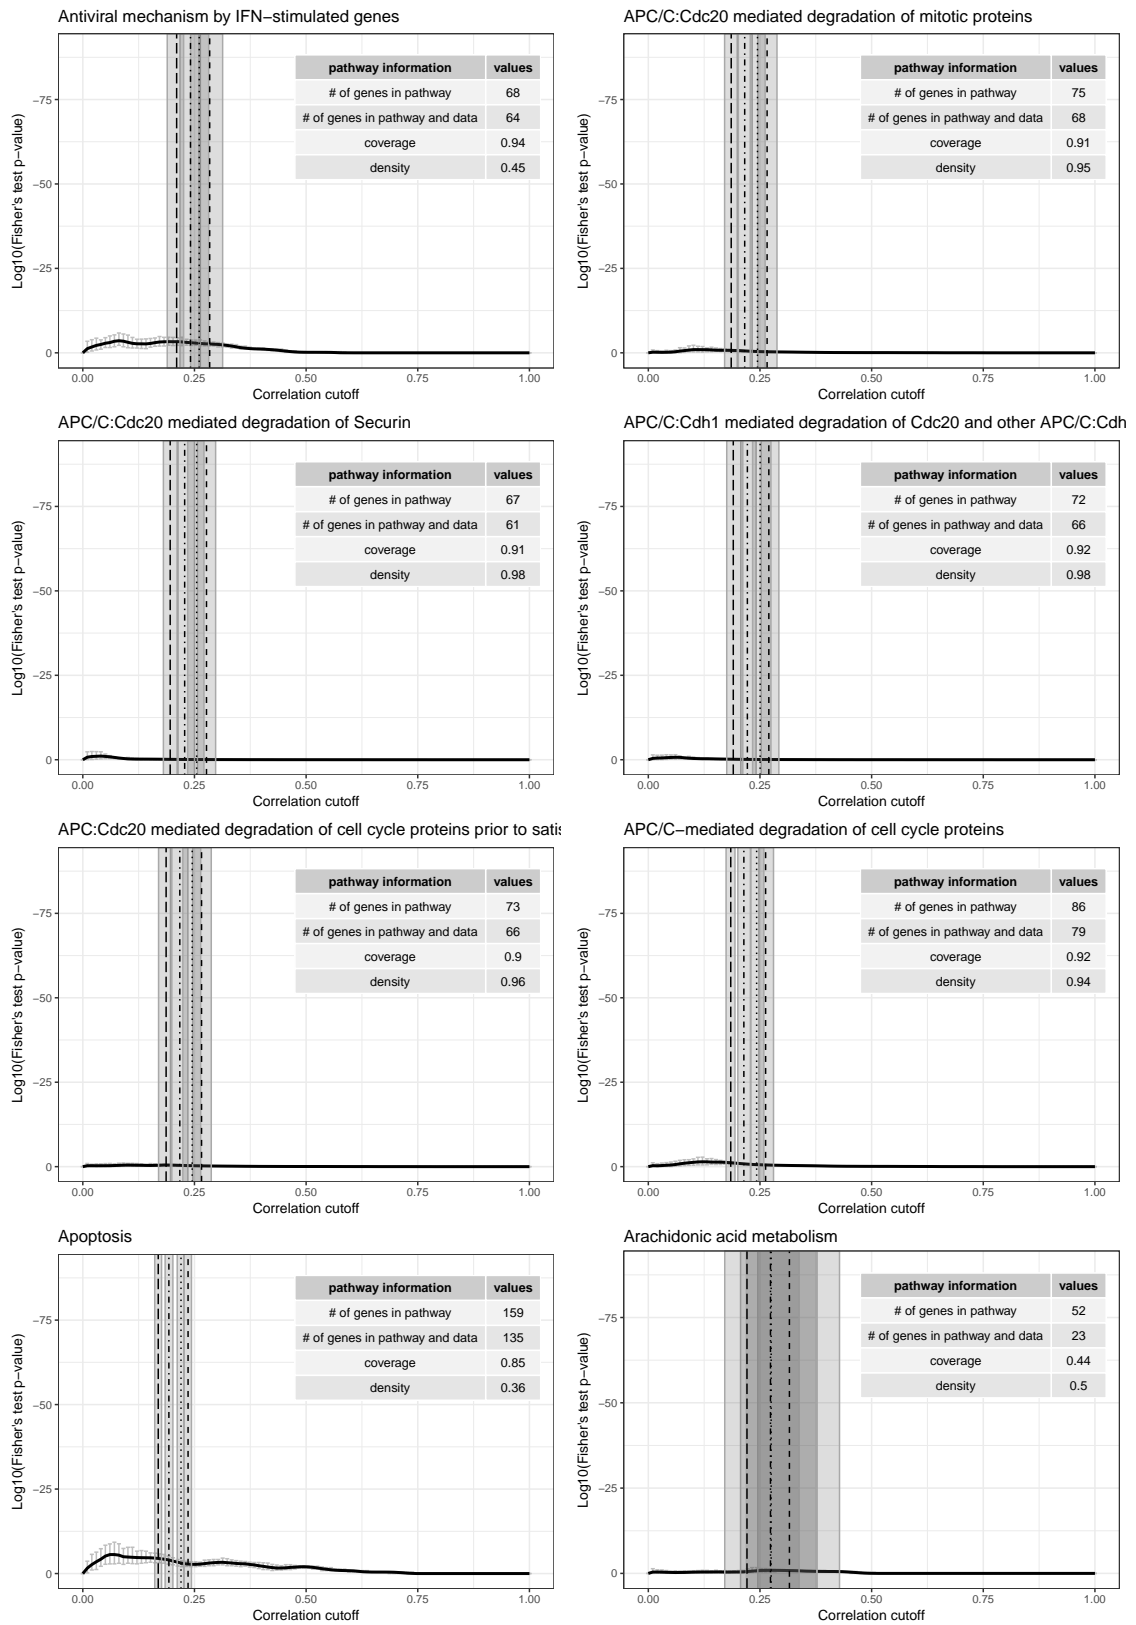 Antiviral mechanism by IFN−stimulated genes
pathway information values
# of genes in pathway 68
# of genes in pathway and data 64
coverage 0.94
density 0.45
−75
−50
−25
0
0.00 0.25 0.50 0.75 1.00
Correlation cutoff
Log10(Fisher's test p−value)
APC/C:Cdc20 mediated degradation of mitotic proteins
pathway information values
# of genes in pathway 75
# of genes in pathway and data 68
coverage 0.91
density 0.95
−75
−50
−25
0
0.00 0.25 0.50 0.75 1.00
Correlation cutoff
Log10(Fisher's test p−value)
APC/C:Cdc20 mediated degradation of Securin
pathway information values
# of genes in pathway 67
# of genes in pathway and data 61
coverage 0.91
density 0.98
−75
−50
−25
0
0.00 0.25 0.50 0.75 1.00
Correlation cutoff
Log10(Fisher's test p−value)
APC/C:Cdh1 mediated degradation of Cdc20 and other APC/C:Cdh
pathway information values
# of genes in pathway 72
# of genes in pathway and data 66
coverage 0.92
density 0.98
−75
−50
−25
0
0.00 0.25 0.50 0.75 1.00
Correlation cutoff
Log10(Fisher's test p−value)
APC:Cdc20 mediated degradation of cell cycle proteins prior to satis
pathway information values
# of genes in pathway 73
# of genes in pathway and data 66
coverage 0.9
density 0.96
−75
−50
−25
0
0.00 0.25 0.50 0.75 1.00
Correlation cutoff
Log10(Fisher's test p−value)
APC/C−mediated degradation of cell cycle proteins
pathway information values
# of genes in pathway 86
# of genes in pathway and data 79
coverage 0.92
density 0.94
−75
−50
−25
0
0.00 0.25 0.50 0.75 1.00
Correlation cutoff
Log10(Fisher's test p−value)
Apoptosis
pathway information values
# of genes in pathway 159
# of genes in pathway and data 135
coverage 0.85
density 0.36
−75
−50
−25
0
0.00 0.25 0.50 0.75 1.00
Correlation cutoff
Log10(Fisher's test p−value)
Arachidonic acid metabolism
pathway information values
# of genes in pathway 52
# of genes in pathway and data 23
coverage 0.44
density 0.5
−75
−50
−25
0
0.00 0.25 0.50 0.75 1.00
Correlation cutoff
Log10(Fisher's test p−value)